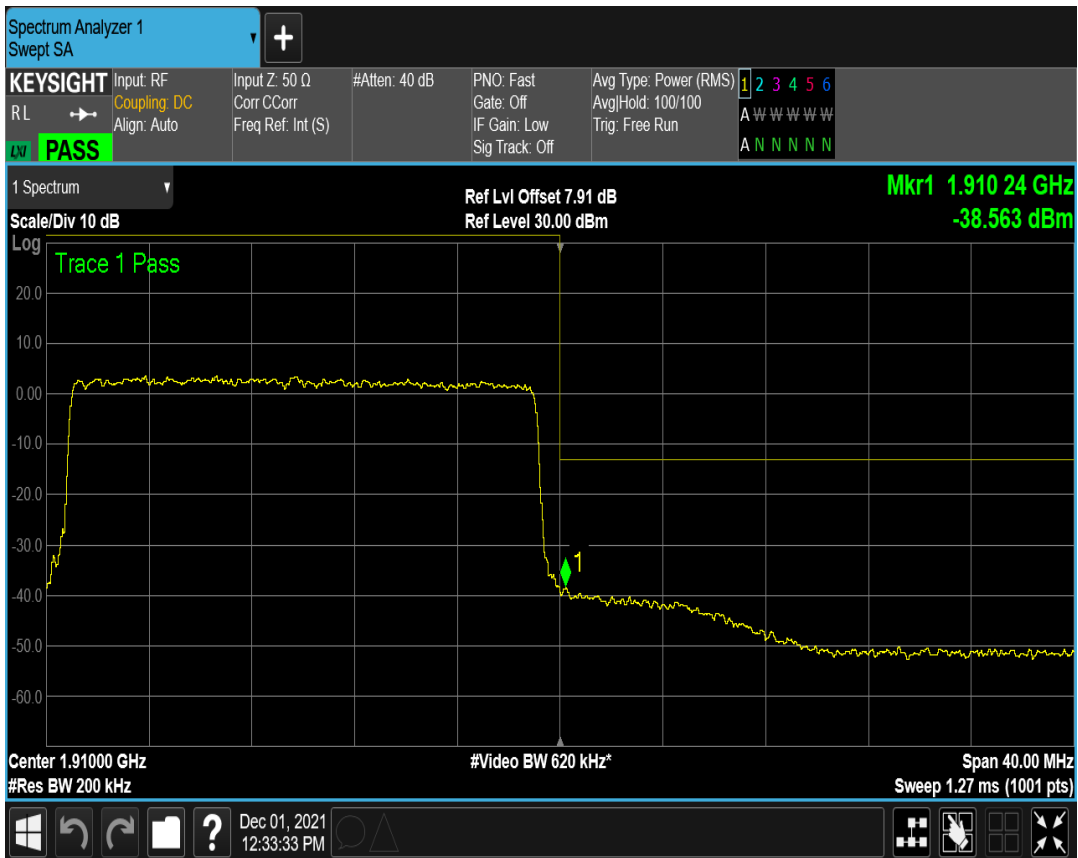 Spectrum Analyzer 1
Swept SA
+
KEYSIGHT
RL
LXI PASS
Input: RF
Coupling: DC
Align: Auto
Input Z: 50 Ω
Corr CCorr
Freq Ref: Int (S)
#Atten: 40 dB
PNO: Fast
Gate: Off
IF Gain: Low
Sig Track: Off
Avg Type: Power (RMS)
Avg|Hold: 100/100
Trig: Free Run
1 2 3 4 5 6
A W W W W W
A N N N N N
1 Spectrum
Scale/Div 10 dB
Ref Lvl Offset 7.91 dB
Ref Level 30.00 dBm
Mkr1 1.910 24 GHz
-38.563 dBm
Log
Trace 1 Pass
20.0
10.0
0.00
-10.0
-20.0
-30.0
1
-40.0
-50.0
-60.0
Center 1.91000 GHz
#Video BW 620 kHz*
Span 40.00 MHz
#Res BW 200 kHz
Sweep 1.27 ms (1001 pts)
?
Dec 01, 2021
12:33:33 PM